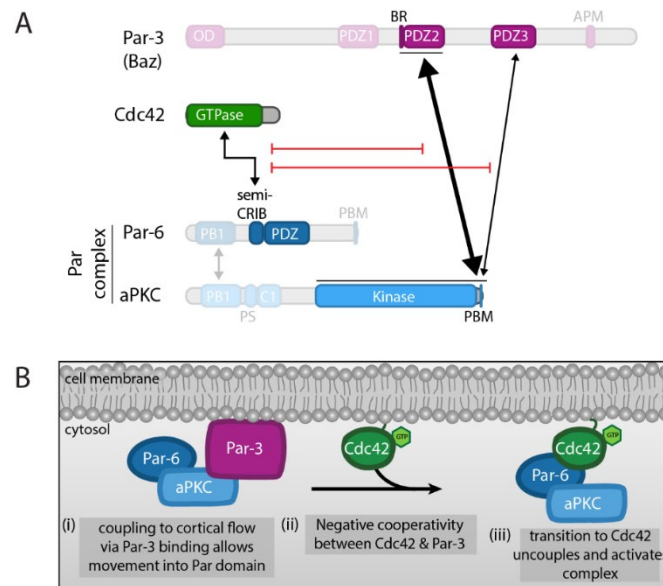 A
BR
APM
Par-3
(Baz)
OD
PDZ1
PDZ2
PDZ3
Cdc42
GTPase
semi-
CRIB
PBM
Par-6
PB1
PDZ
Par
complex
aPKC
PB1
C1
Kinase
PS
PBM
B
cell membrane
cytosol
Par-6
Par-3
aPKC
Cdc42
GTP
Cdc42
GTP
Par-6
aPKC
(i)
coupling to cortical flow
via Par-3 binding allows
movement into Par domain
(ii)
Negative cooperativity
between Cdc42 & Par-3
(iii)
transition to Cdc42
uncouples and activates
complex